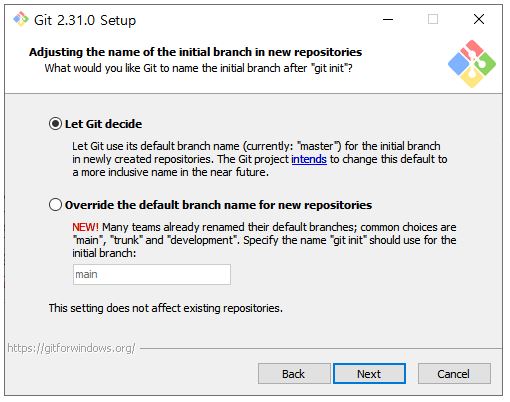 Git 2.31.0 Setup
Adjusting the name of the initial branch in new repositories
What would you like Git to name the initial branch after "git init"?
Let Git decide
Let Git use its default branch name (currently: "master") for the initial branch
in newly created repositories. The Git project intends to change this default to
a more inclusive name in the near future.
Override the default branch name for new repositories
NEW! Many teams already renamed their default branches; common choices are
"main", "trunk" and "development". Specify the name "git init" should use for the
initial branch:
main
This setting does not affect existing repositories.
https://gitforwindows.org/
Back
Next
Cancel